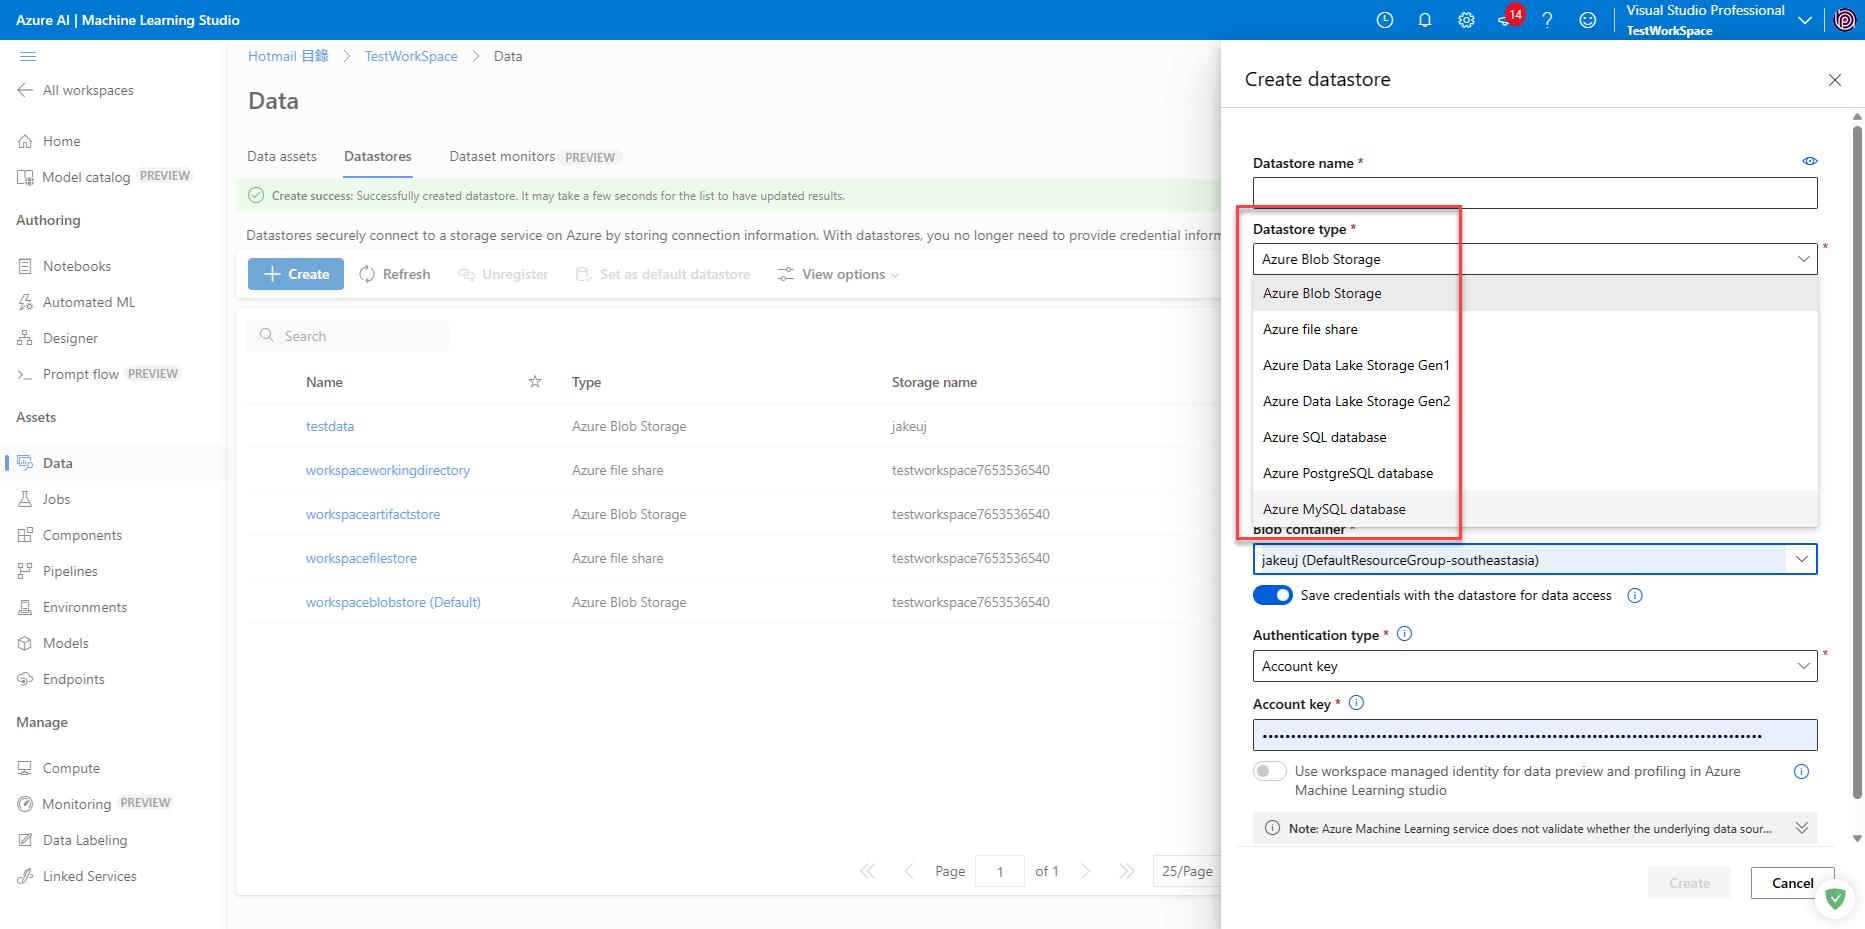 Azure AI | Machine Learning Studio
14
?
Visual Studio Professional
TestWorkSpace
All workspaces
Home
Model catalog PREVIEW
Authoring
Notebooks
Automated ML
Designer
Prompt flow PREVIEW
Assets
Data
Jobs
Components
Pipelines
Environments
Models
Endpoints
Manage
Compute
Monitoring PREVIEW
Data Labeling
Linked Services
Hotmail 目錄 > TestWorkSpace > Data
Data
Data assets Datastores Dataset monitors PREVIEW
Create success: Successfully created datastore. It may take a few seconds for the list to have updated results.
Datastores securely connect to a storage service on Azure by storing connection information. With datastores, you no longer need to provide credential inform
Create Refresh Unregister Set as default datastore View options
Search
Name Type Storage name
testdata Azure Blob Storage jakeuj
workspaceworkingdirectory Azure file share testworkspace7653536540
workspaceartifactstore Azure Blob Storage testworkspace7653536540
workspacefilestore Azure file share testworkspace7653536540
workspaceblobstore (Default) Azure Blob Storage testworkspace7653536540
Page 1 of 1 25/Page
Create datastore
Datastore name *
Datastore type *
Azure Blob Storage *
Azure Blob Storage
Azure file share
Azure Data Lake Storage Gen1
Azure Data Lake Storage Gen2
Azure SQL database
Azure PostgreSQL database
Azure MySQL database
Blob container *
jakeuj (DefaultResourceGroup-southeastasia)
Save credentials with the datastore for data access
Authentication type *
Account key *
Account key *
Use workspace managed identity for data preview and profiling in Azure
Machine Learning studio
Note: Azure Machine Learning service does not validate whether the underlying data sour...
Create Cancel